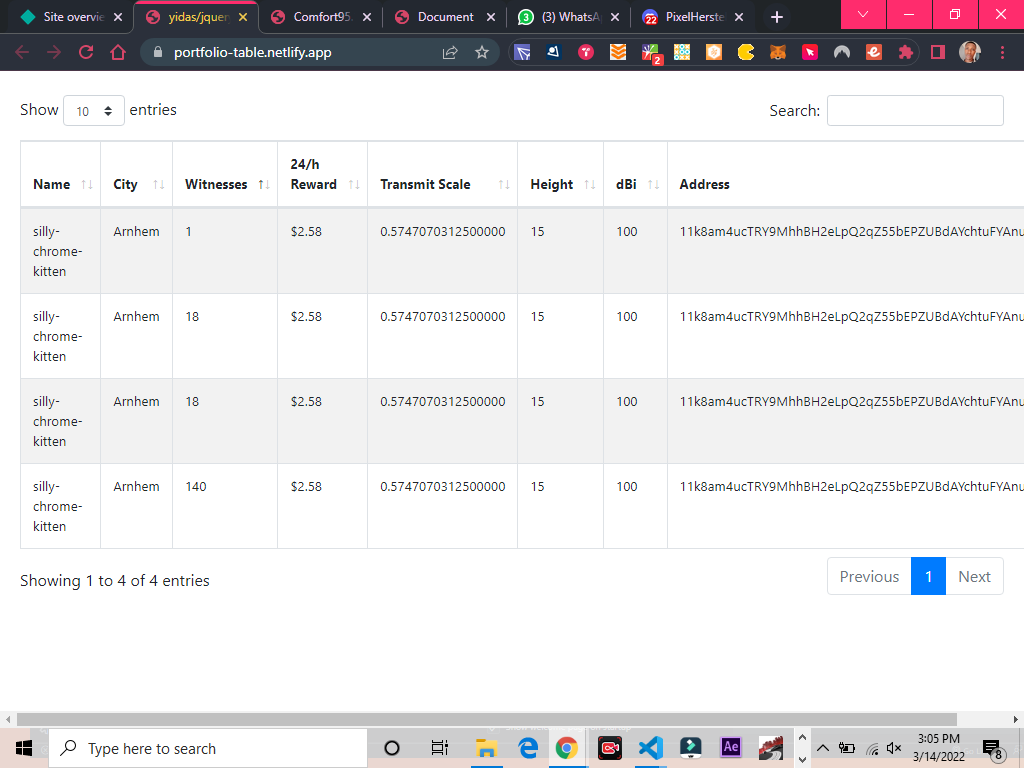 Site overvie
yidas/jquer
Comfort95.
Document
(3) WhatsA
PixelHerste
portfolio-table.netlify.app
Show 10 entries
Search:
Name City Witnesses 24/h Reward Transmit Scale Height dBi Address
silly-chrome-kitten Arnhem 1 $2.58 0.5747070312500000 15 100 11k8am4ucTRY9MhhBH2eLpQ2qZ55bEPZUBdAYchtuFYAnu
silly-chrome-kitten Arnhem 18 $2.58 0.5747070312500000 15 100 11k8am4ucTRY9MhhBH2eLpQ2qZ55bEPZUBdAYchtuFYAnu
silly-chrome-kitten Arnhem 18 $2.58 0.5747070312500000 15 100 11k8am4ucTRY9MhhBH2eLpQ2qZ55bEPZUBdAYchtuFYAnu
silly-chrome-kitten Arnhem 140 $2.58 0.5747070312500000 15 100 11k8am4ucTRY9MhhBH2eLpQ2qZ55bEPZUBdAYchtuFYAnu
Showing 1 to 4 of 4 entries
Previous 1 Next
Type here to search
Ae
3:05 PM
3/14/2022
8